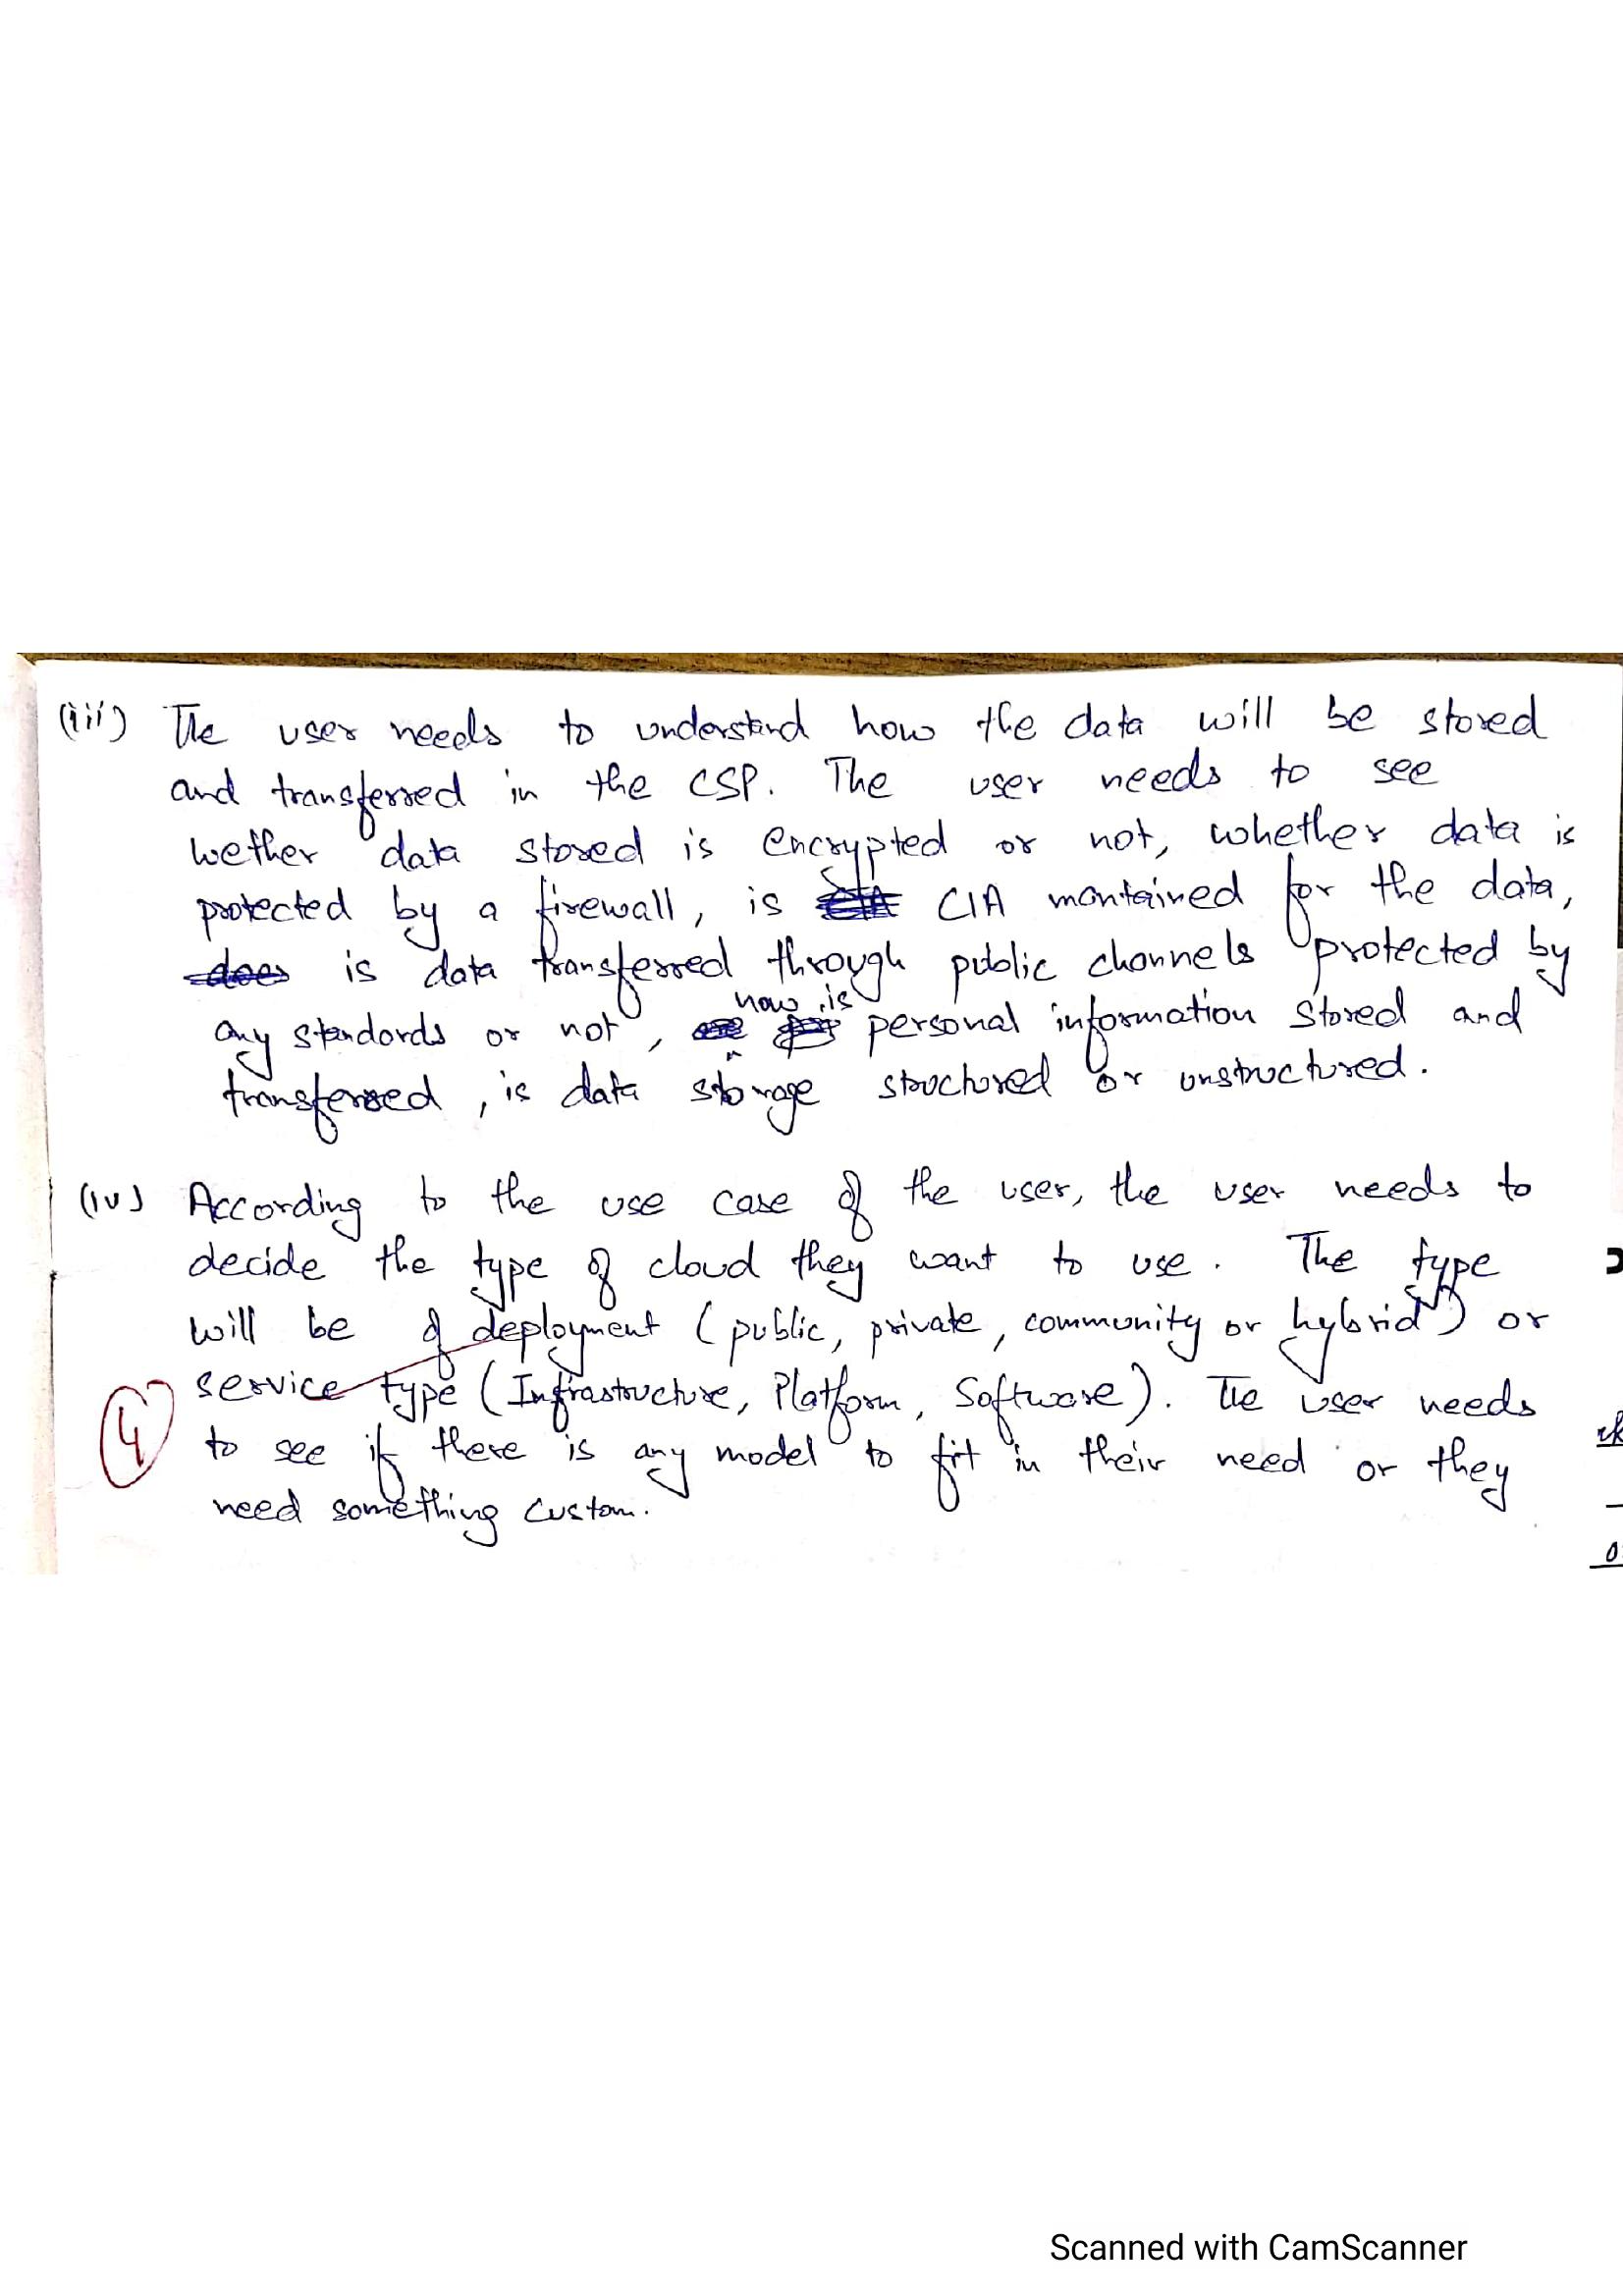 (iii) The user needs to understand how the data will be stored
and transferred in the CSP. The user needs to see
wether data stored is encrypted or not, whether data is
protected by a firewall, is CIA maintained for the data,
does is data transferred through public channels protected by
how is
any standards or not, personal information stored and
transferred, is data storage structured or unstructured.
(iv) According to the use case of the user, the user needs to
decide the type of cloud they want to use. The type
will be of deployment (public, private, community or hybrid) or
service type (Infrastructure, Platform, Software). The user needs
4
to see if there is any model to fit in their need or they
need something custom.
Scanned with CamScanner